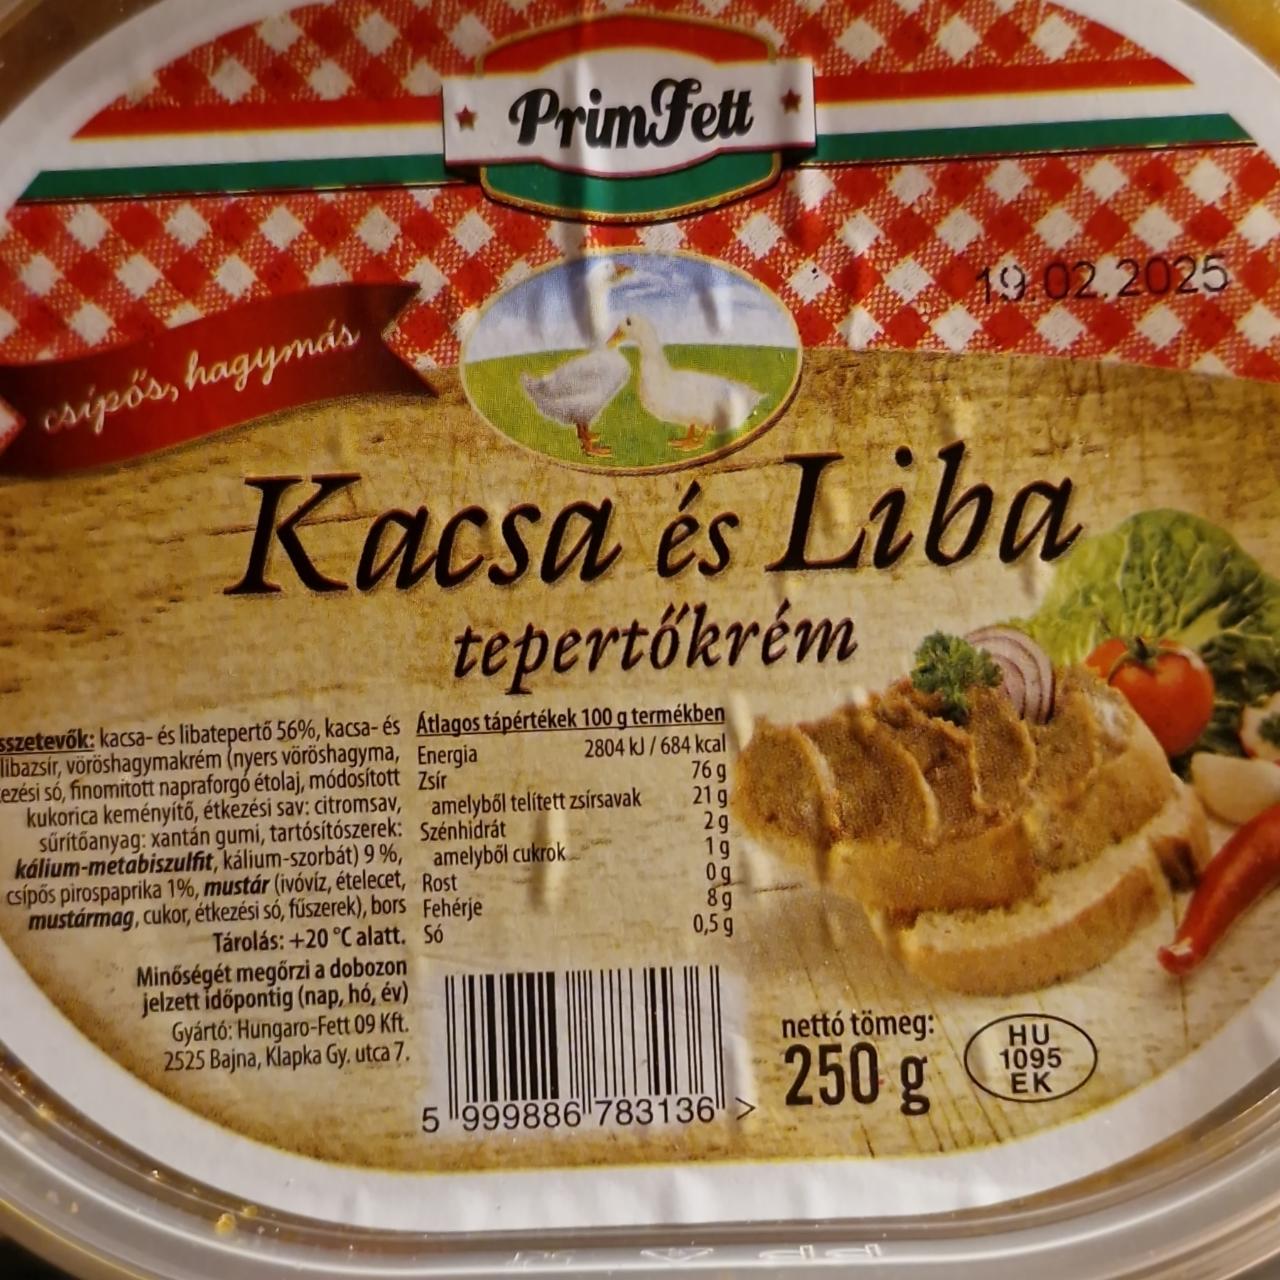 PrimFett
19.02.2025
csípős, hagymás
Kacsa és Liba
tepertőkrém
kacsa- és libatepertő 56%, kacsa- és
libazsír, vöröshagymakrém (nyers vöröshagyma,
só, finomított napraforgó étolaj, módosított
kukorica keményítő, étkezési sav: citromsav,
sűrítőanyag: xantán gumi, tartósítószerek:
kálium-metabiszulfit, kálium-szorbát) 9 %,
csípős pirospaprika 1%, mustár (ivóvíz, ételecet,
mustármag, cukor, étkezési só, fűszerek), bors
Tárolás: +20 °C alatt.
Minőségét megőrzi a dobozon
jelzett időpontig (nap, hó, év)
Gyártó: Hungaro-Fett 09 Kft.
2525 Bajna, Klapka Gy. utca 7.
Átlagos tápértékek 100 g termékben
Energia 2804 kJ / 684 kcal
Zsír 76 g
amelyből telített zsírsavak 21 g
Szénhidrát 2 g
amelyből cukrok 1 g
Rost 0 g
Fehérje 8 g
Só 0,5 g
5 999886 783136 >
nettó tömeg:
250 g
HU
1095
EK